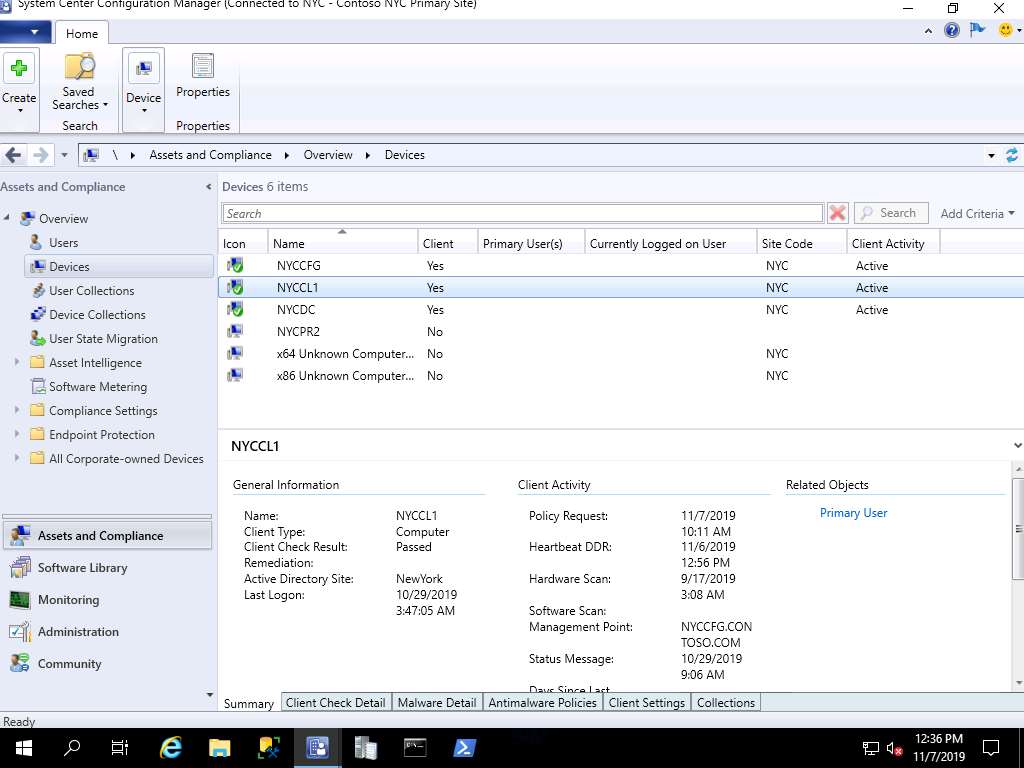 System Center Configuration Manager (Connected to NYC - Contoso NYC Primary Site)
Home
Create
Saved
Searches
Search
Device
Properties
Properties
\ Assets and Compliance Overview Devices
Assets and Compliance
Overview
Users
Devices
User Collections
Device Collections
User State Migration
Asset Intelligence
Software Metering
Compliance Settings
Endpoint Protection
All Corporate-owned Devices
Assets and Compliance
Software Library
Monitoring
Administration
Community
Devices 6 items
Search
Search
Add Criteria
Icon Name Client Primary User(s) Currently Logged on User Site Code Client Activity
NYCCFG Yes NYC Active
NYCCL1 Yes NYC Active
NYCDC Yes NYC Active
NYCPR2 No
x64 Unknown Computer... No NYC
x86 Unknown Computer... No NYC
NYCCL1
General Information
Name: NYCCL1
Client Type: Computer
Client Check Result: Passed
Remediation:
Active Directory Site: NewYork
Last Logon: 10/29/2019
3:47:05 AM
Client Activity
Policy Request: 11/7/2019
10:11 AM
Heartbeat DDR: 11/6/2019
12:56 PM
Hardware Scan: 9/17/2019
3:08 AM
Software Scan:
Management Point: NYCCFG.CON
TOSO.COM
Status Message: 10/29/2019
9:06 AM
Days Since Last
Related Objects
Primary User
Summary Client Check Detail Malware Detail Antimalware Policies Client Settings Collections
Ready
12:36 PM
11/7/2019